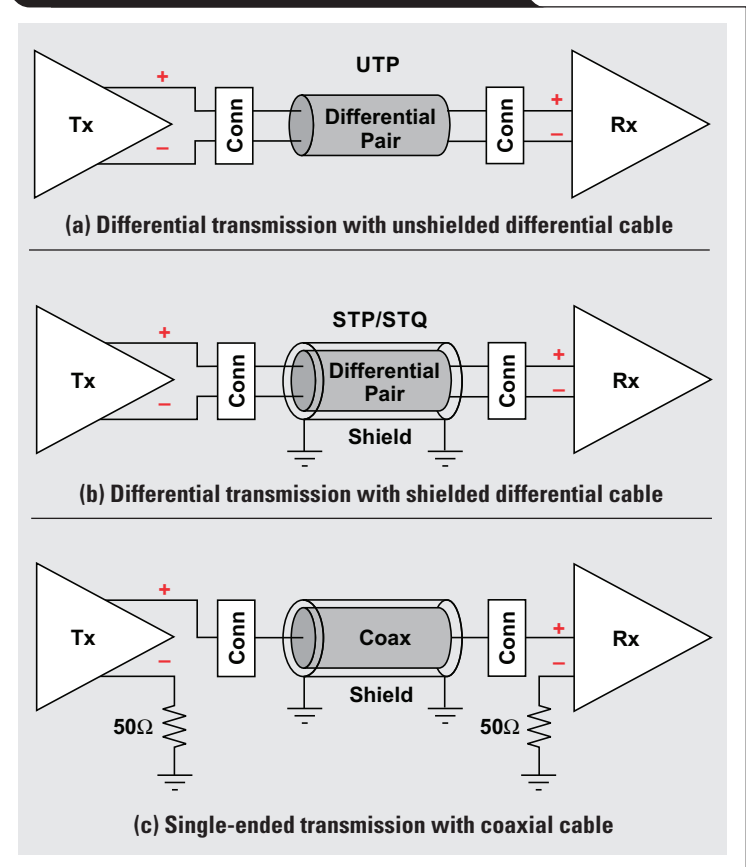 UTP
+
Tx
–
Conn
Differential
Pair
Conn
+
–
Rx
(a) Differential transmission with unshielded differential cable
STP/STQ
+
Tx
–
Conn
Differential
Pair
Shield
Conn
+
–
Rx
(b) Differential transmission with shielded differential cable
+
Tx
–
50Ω
Conn
Coax
Shield
Conn
+
–
50Ω
Rx
(c) Single-ended transmission with coaxial cable